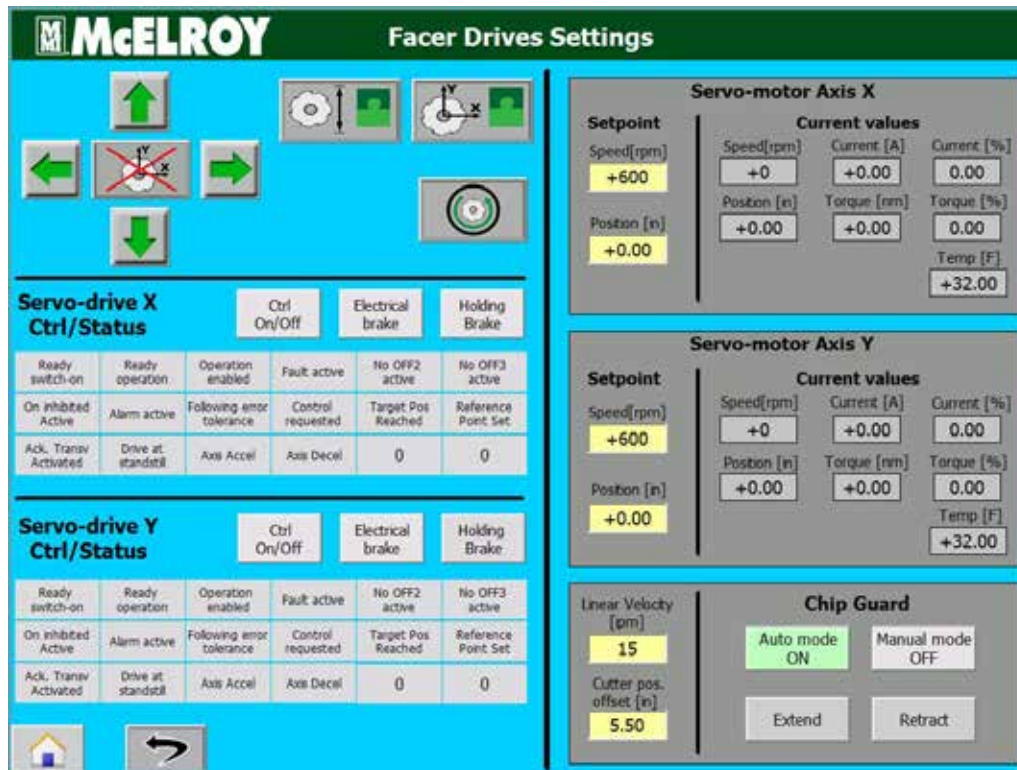 MMI McELROY
Facer Drives Settings
Y
X
Y
X
Servo-drive X
Ctrl/Status
Ctrl
On/Off
Electrical
brake
Holding
Brake
Ready
switch-on
Ready
operation
Operation
enabled
Fault active
No OFF2
active
No OFF3
active
On inhibited
Active
Alarm active
Following error
tolerance
Control
requested
Target Pos
Reached
Reference
Point Set
Ack. Transv
Activated
Drive at
standstill
Axis Accel
Axis Decel
0
0
Servo-drive Y
Ctrl/Status
Ctrl
On/Off
Electrical
brake
Holding
Brake
Ready
switch-on
Ready
operation
Operation
enabled
Fault active
No OFF2
active
No OFF3
active
On inhibited
Active
Alarm active
Following error
tolerance
Control
requested
Target Pos
Reached
Reference
Point Set
Ack. Transv
Activated
Drive at
standstill
Axis Accel
Axis Decel
0
0
Servo-motor Axis X
Setpoint
Speed[rpm]
+600
Position [in]
+0.00
Current values
Speed[rpm]
Current [A]
Current [%]
+0
+0.00
0.00
Position [in]
Torque [nm]
Torque [%]
+0.00
+0.00
0.00
Temp [F]
+32.00
Servo-motor Axis Y
Setpoint
Speed[rpm]
+600
Position [in]
+0.00
Current values
Speed[rpm]
Current [A]
Current [%]
+0
+0.00
0.00
Position [in]
Torque [nm]
Torque [%]
+0.00
+0.00
0.00
Temp [F]
+32.00
Linear Velocity
[ipm]
15
Cutter pos.
offset [in]
5.50
Chip Guard
Auto mode
ON
Manual mode
OFF
Extend
Retract